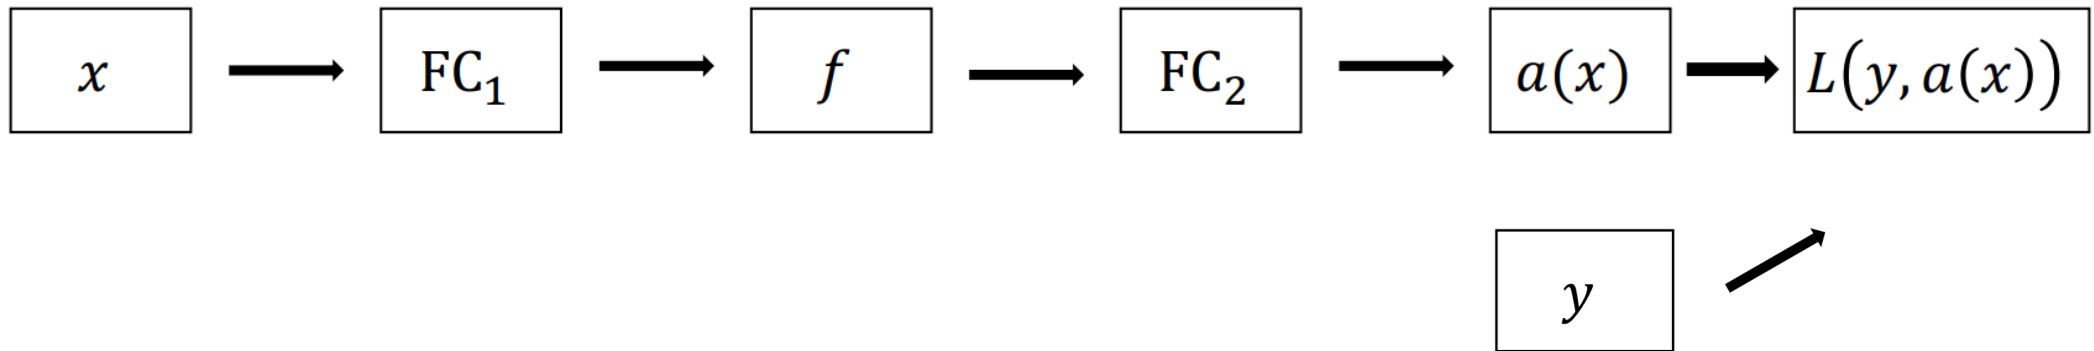 x FC₁ f FC₂ a(x) L(y, a(x))
y